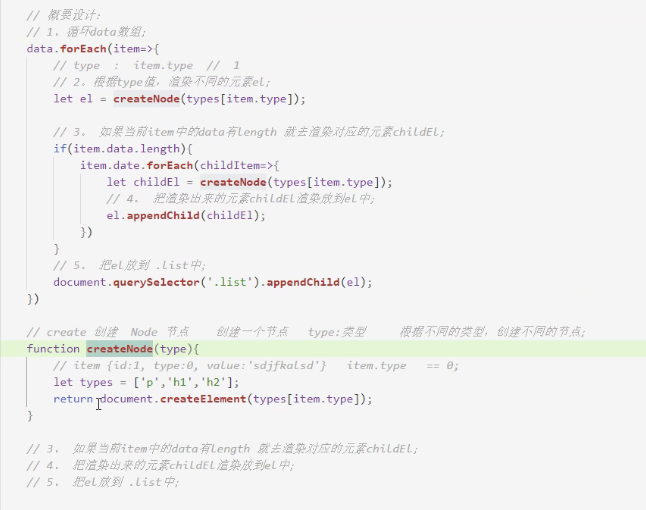 // 概要设计:
// 1. 循环data数组;
data.forEach(item=>{
// type : item.type // 1
// 2。根据type值，渲染不同的元素el;
let el = createNode(types[item.type]);
// 3. 如果当前item中的data有length 就去渲染对应的元素childEl;
if(item.data.length){
item.date.forEach(childItem=>{
let childEl = createNode(types[item.type]);
// 4. 把渲染出来的元素childEl渲染放到el中;
el.appendChild(childEl);
})
}
// 5. 把el放到 .list中;
document.querySelector('.list').appendChild(el);
})
// create 创建 Node 节点 创建一个节点 type:类型 根据不同的类型，创建不同的节点;
function createNode(type){
// item {id:1, type:0, value:'sdjfkalsd'} item.type == 0;
let types = ['p','h1','h2'];
return document.createElement(types[item.type]);
}
// 3. 如果当前item中的data有length 就去渲染对应的元素childEl;
// 4. 把渲染出来的元素childEl渲染放到el中;
// 5. 把el放到 .list中;